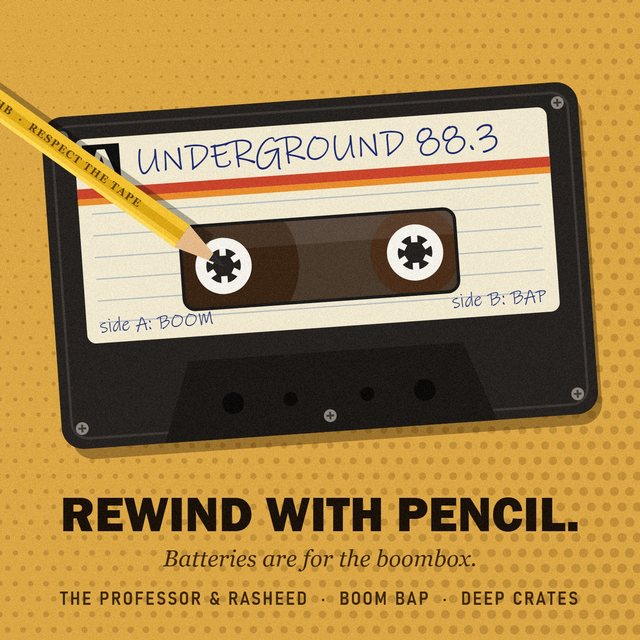 · RESPECT THE TAPE
UNDERGROUND 88.3
side A: BOOM
side B: BAP
REWIND WITH PENCIL.
Batteries are for the boombox.
THE PROFESSOR & RASHEED · BOOM BAP · DEEP CRATES